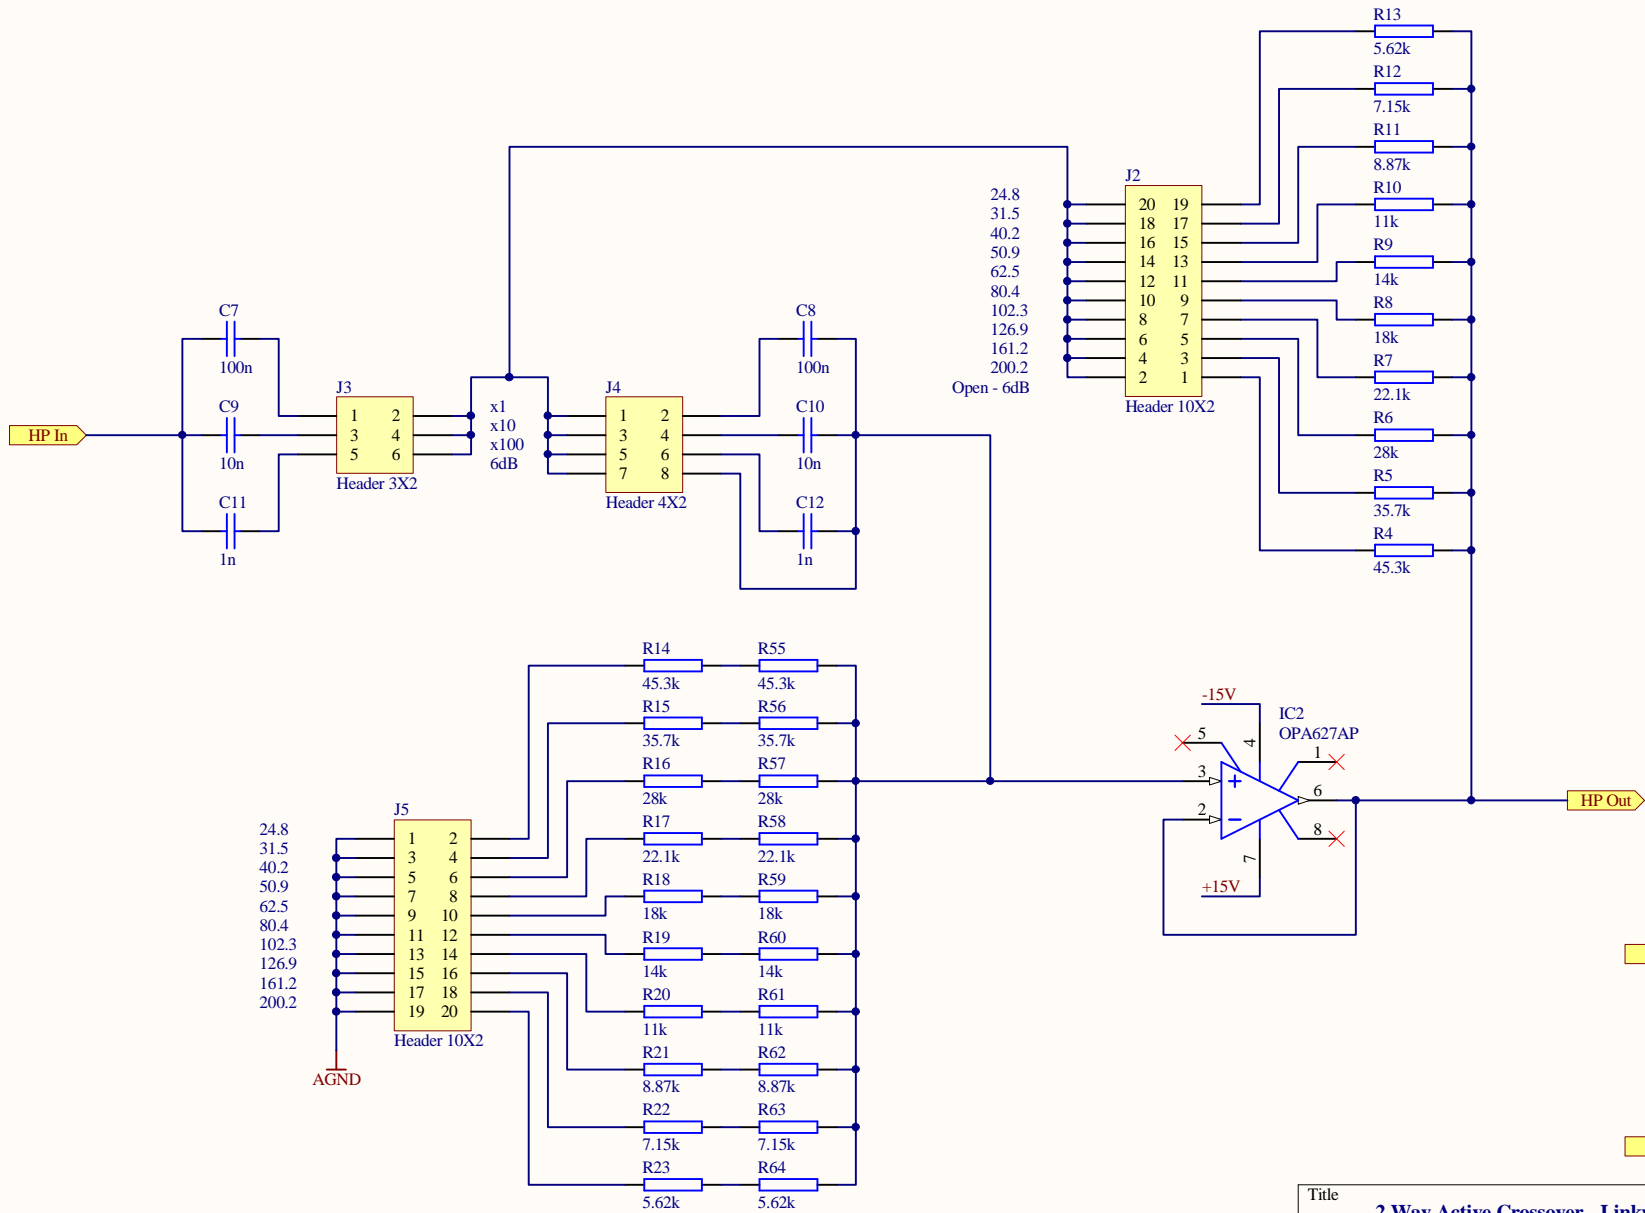 R13
5.62k
R12
7.15k
R11
8.87k
R10
11k
R9
14k
R8
18k
R7
22.1k
R6
28k
R5
35.7k
R4
45.3k
J2
24.8
31.5
40.2
50.9
62.5
80.4
102.3
126.9
161.2
200.2
Open - 6dB
20 19
18 17
16 15
14 13
12 11
10 9
8 7
6 5
4 3
2 1
Header 10X2
HP In
C7
100n
C9
10n
C11
1n
J3
1 2
3 4
5 6
Header 3X2
x1
x10
x100
6dB
J4
1 2
3 4
5 6
7 8
Header 4X2
C8
100n
C10
10n
C12
1n
R14 R55
45.3k 45.3k
R15 R56
35.7k 35.7k
R16 R57
28k 28k
R17 R58
22.1k 22.1k
R18 R59
18k 18k
R19 R60
14k 14k
R20 R61
11k 11k
R21 R62
8.87k 8.87k
R22 R63
7.15k 7.15k
R23 R64
5.62k 5.62k
J5
24.8
31.5
40.2
50.9
62.5
80.4
102.3
126.9
161.2
200.2
1 2
3 4
5 6
7 8
9 10
11 12
13 14
15 16
17 18
19 20
Header 10X2
AGND
-15V
IC2
OPA627AP
5
4
1
3
+
6
2
−
8
7
+15V
HP Out
Title
2 Way Active Crossover - Link